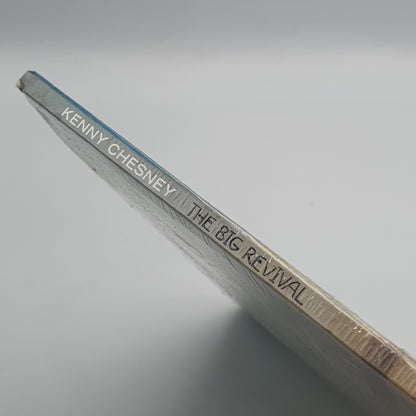 KENNY CHESNEY THE BIG REVIVAL